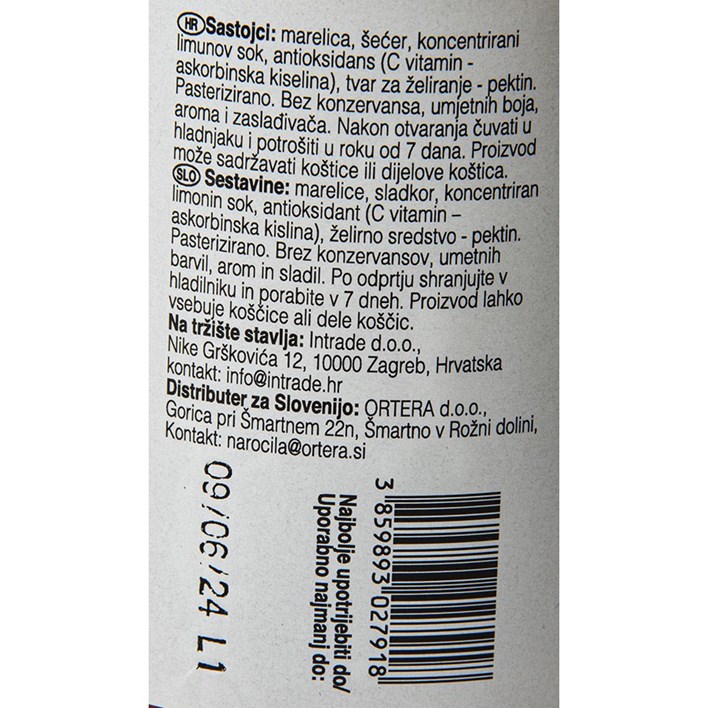 HR Sastojci: marelica, šećer, koncentrirani
limunov sok, antioksidans (C vitamin -
askorbinska kiselina), tvar za želiranje - pektin.
Pasterizirano. Bez konzervansa, umjetnih boja,
aroma i zaslađivača. Nakon otvaranja čuvati u
hladnjaku i potrošiti u roku od 7 dana. Proizvod
može sadržavati koštice ili dijelove koštica.
SLO Sestavine: marelice, sladkor, koncentriran
limonin sok, antioksidant (C vitamin –
askorbinska kislina), želirno sredstvo - pektin.
Pasterizirano. Brez konzervansov, umetnih
barvil, arom in sladil. Po odprtju shranjujte v
hladilniku in porabite v 7 dneh. Proizvod lahko
vsebuje koščice ali dele koščic.
Na tržište stavlja: Intrade d.o.o.,
Nike Grškovića 12, 10000 Zagreb, Hrvatska
kontakt: info@intrade.hr
Distributer za Slovenijo: ORTERA d.o.o.,
Gorica pri Šmartnem 22n, Šmartno v Rožni dolini,
Kontakt: narocila@ortera.si
09/06/24 L1
Najbolje upotrijebiti do/
Uporabno najmanj do:
3 859893 027918